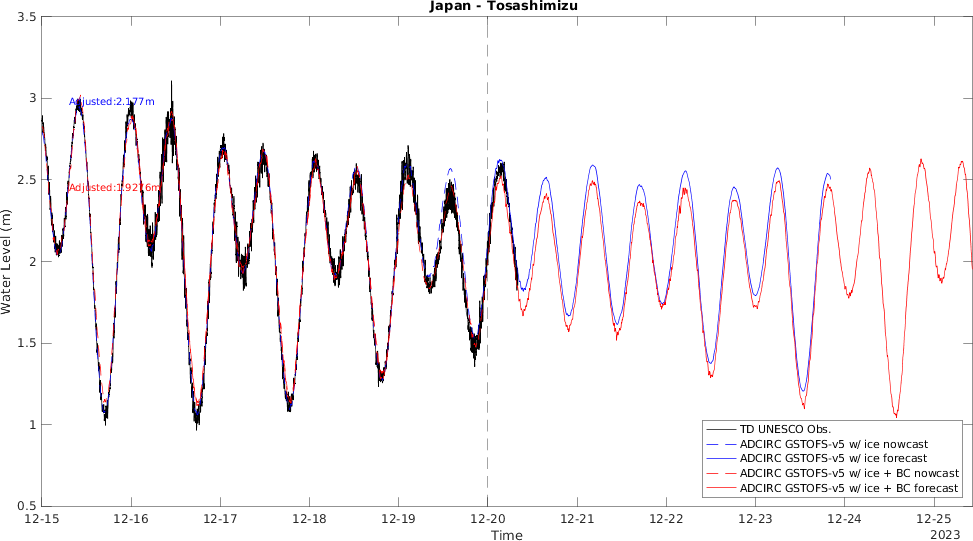 Japan - Tosashimizu
3.5
3
2.5
2
1.5
1
0.5
Water Level (m)
Adjusted:2.177m
Adjusted:1.9276m
12-15
12-16
12-17
12-18
12-19
12-20
12-21
12-22
12-23
12-24
12-25
2023
Time
TD UNESCO Obs.
ADCIRC GSTOFS-v5 w/ ice nowcast
ADCIRC GSTOFS-v5 w/ ice forecast
ADCIRC GSTOFS-v5 w/ ice + BC nowcast
ADCIRC GSTOFS-v5 w/ ice + BC forecast